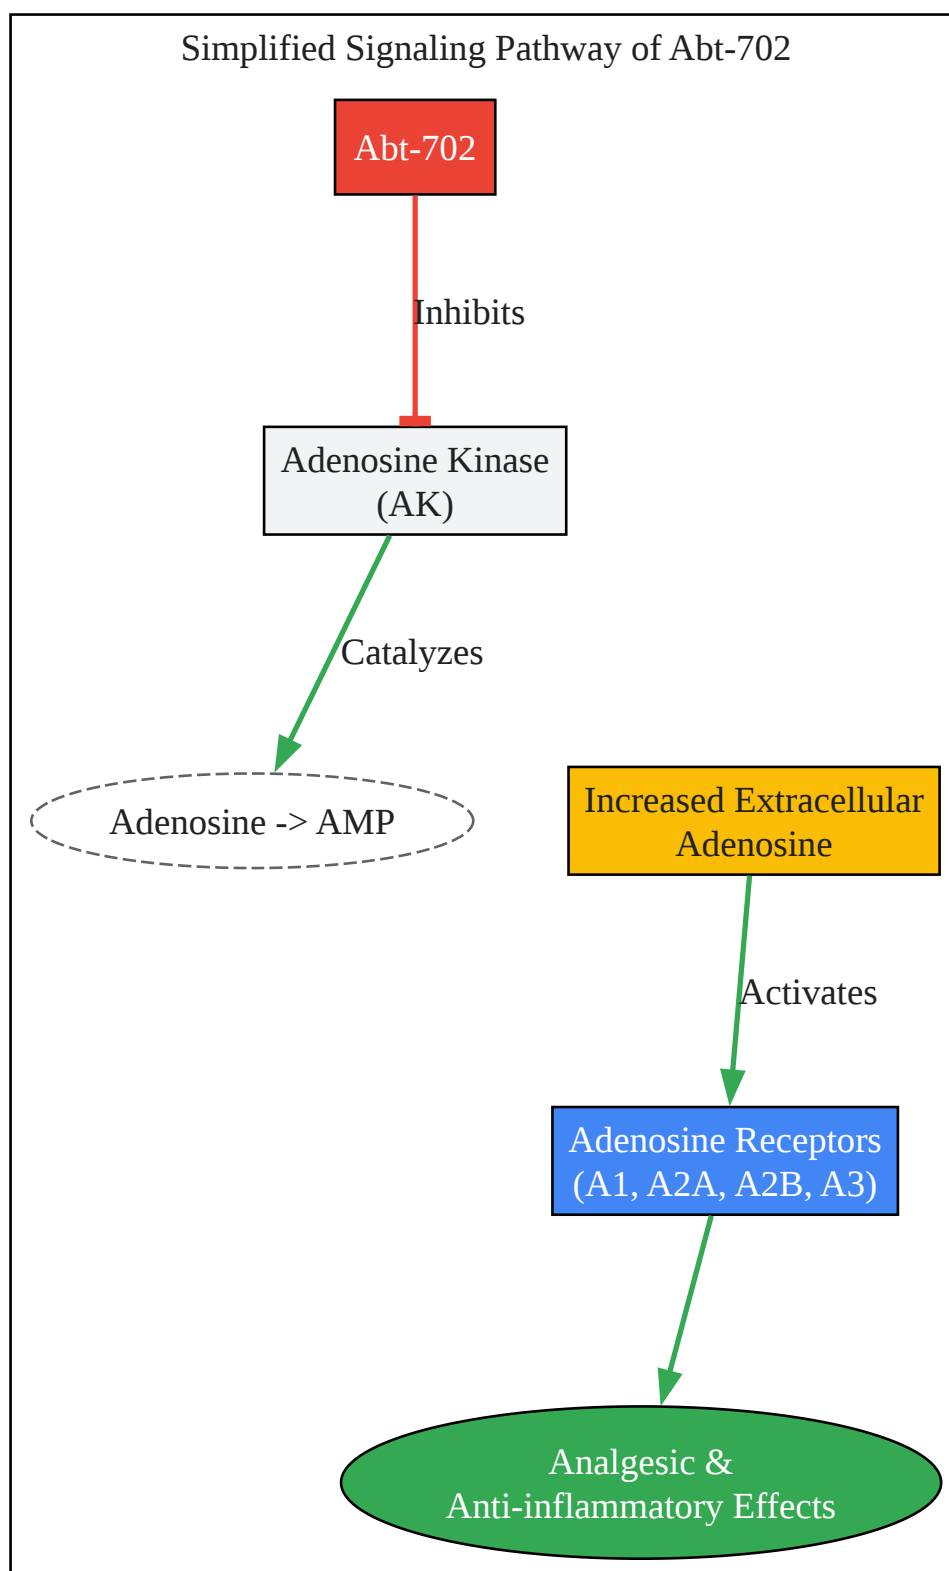 Simplified Signaling Pathway of Abt-702
Abt-702
Inhibits
Adenosine Kinase
(AK)
Catalyzes
Adenosine -> AMP
Increased Extracellular
Adenosine
Activates
Adenosine Receptors
(A1, A2A, A2B, A3)
Analgesic &
Anti-inflammatory Effects